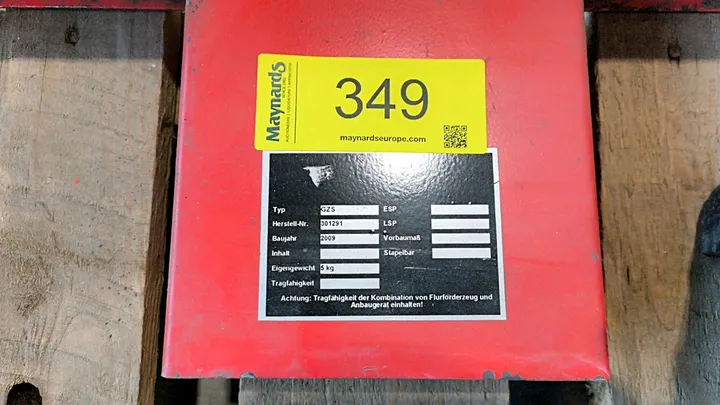 Maynards
349
maynardseurope.com
Typ GZS ESP
Herstell-Nr. 301291 LSP
Baujahr 2009 Vorbaumaß
Inhalt Stapelbar
Eigengewicht 5 kg
Tragfähigkeit
Achtung: Tragfähigkeit der Kombination von Flurförderzeug und
Anbaugerät einhalten!